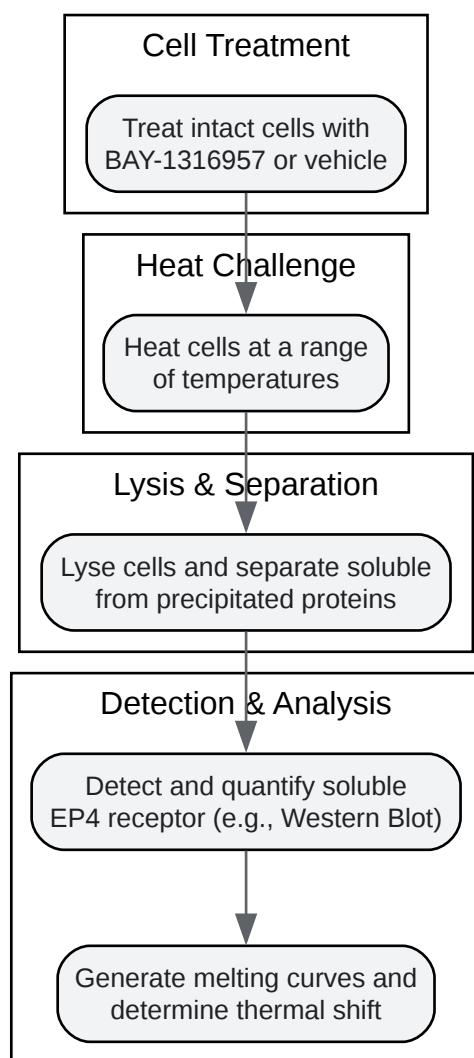 Cell Treatment
Treat intact cells with
BAY-1316957 or vehicle
Heat Challenge
Heat cells at a range
of temperatures
Lysis & Separation
Lyse cells and separate soluble
from precipitated proteins
Detection & Analysis
Detect and quantify soluble
EP4 receptor (e.g., Western Blot)
Generate melting curves and
determine thermal shift